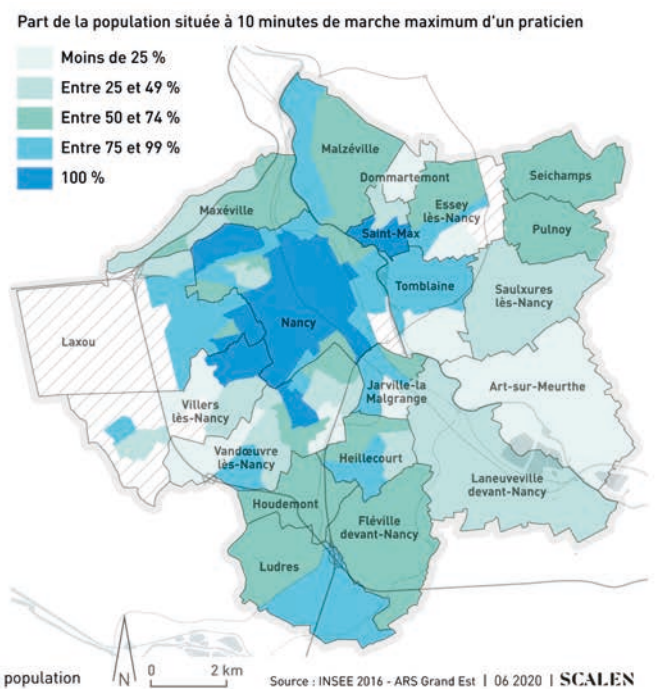 Part de la population située à 10 minutes de marche maximum d'un praticien
Moins de 25 %
Entre 25 et 49 %
Entre 50 et 74 %
Entre 75 et 99 %
100 %
Malzéville
Dommartemont
Seichamps
Maxéville
Essey
lès-Nancy
Saint-Max
Pulnoy
Tomblaine
Saulxures
lès-Nancy
Nancy
Laxou
Jarville-la
Malgrange
Art-sur-Meurthe
Villers
lès-Nancy
Vandœuvre
lès-Nancy
Heillecourt
Laneuveville
devant-Nancy
Houdemont
Fléville
devant-Nancy
Ludres
population
N
0 2 km
Source : INSEE 2016 - ARS Grand Est | 06 2020 | SCALEN